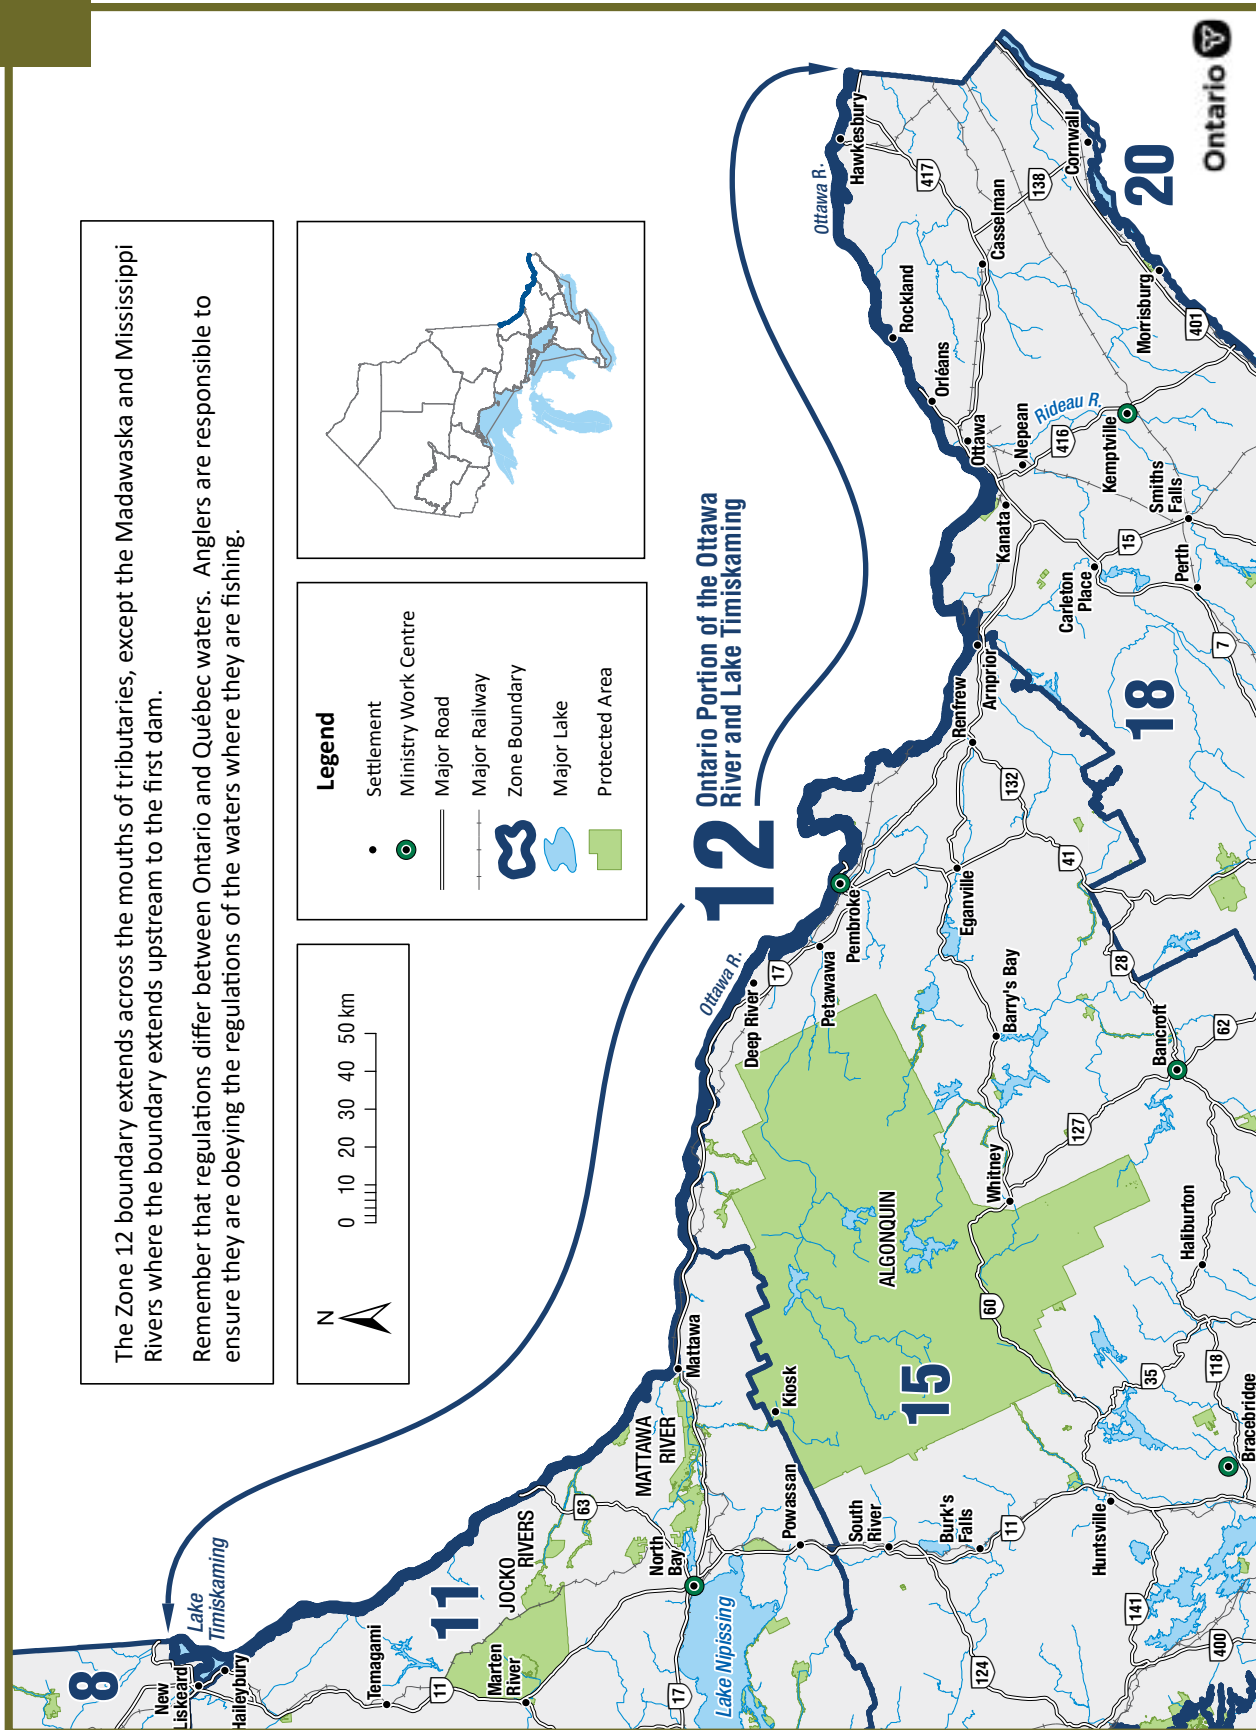 The Zone 12 boundary extends across the mouths of tributaries, except the Madawaska and Mississippi
Rivers where the boundary extends upstream to the first dam.
Remember that regulations differ between Ontario and Québec waters. Anglers are responsible to
ensure they are obeying the regulations of the waters where they are fishing.
N
0 10 20 30 40 50 km
Legend
Settlement
Ministry Work Centre
Major Road
Major Railway
Zone Boundary
Major Lake
Protected Area
12
Ontario Portion of the Ottawa
River and Lake Timiskaming
8
Lake
Timiskaming
New
Liskeard
Haileybury
Temagami
11
11
JOCKO
RIVERS
63
Marten
River
17
Lake Nipissing
North
Bay
MATTAWA
RIVER
Mattawa
Powassan
Kiosk
South
River
Burk's
Falls
11
124
Huntsville
141
400
Bracebridge
118
35
Haliburton
15
ALGONQUIN
60
Whitney
127
Barry's Bay
Bancroft
62
28
Ottawa R.
Deep River
17
Petawawa
Pembroke
Eganville
41
132
Renfrew
Arnprior
18
7
Perth
Carleton
Place
15
Smiths
Falls
Kanata
Ottawa
Nepean
416
Rideau R.
Kemptville
Orléans
Rockland
Ottawa R.
Hawkesbury
417
Casselman
138
Cornwall
20
Morrisburg
401
Ontario